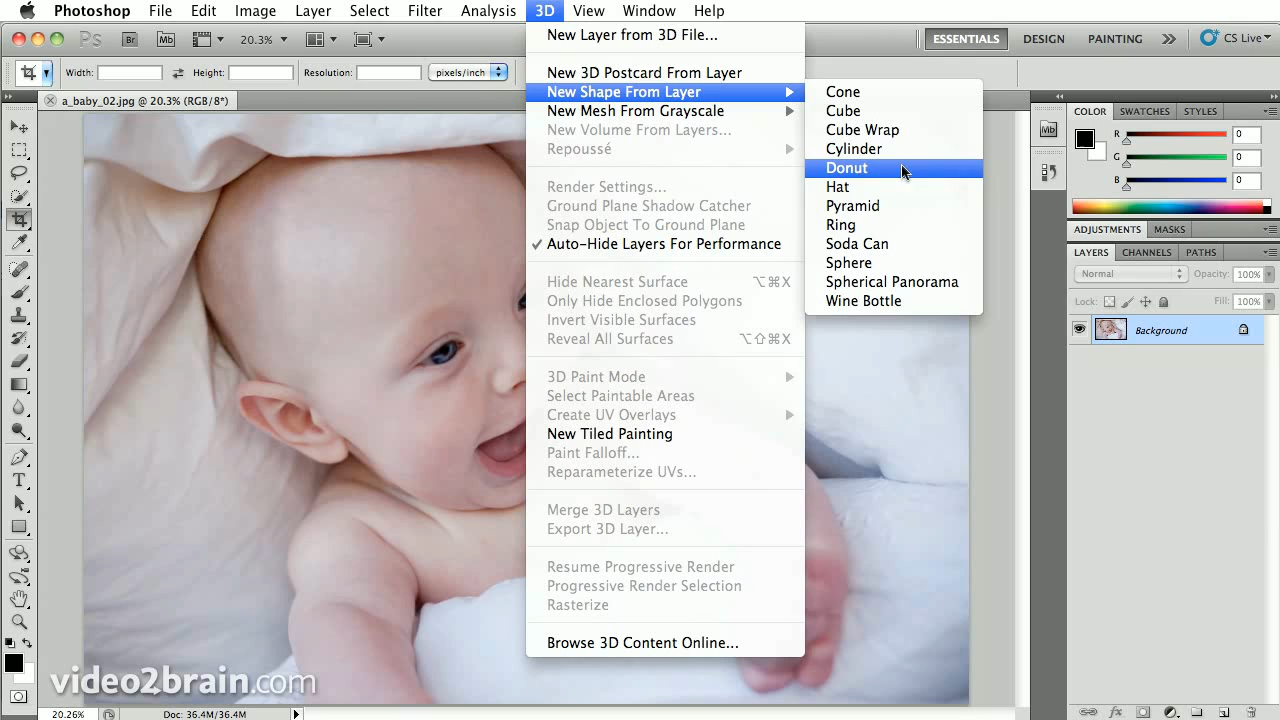 Photoshop File Edit Image Layer Select Filter Analysis 3D View Window Help
Ps Br Mb 20.3% ESSENTIALS DESIGN PAINTING CS Live
Width: Height: Resolution: pixels/inch
a_baby_02.jpg @ 20.3% (RGB/8*)
New Layer from 3D File...
New 3D Postcard From Layer
New Shape From Layer
New Mesh From Grayscale
New Volume From Layers...
Repoussé
Render Settings...
Ground Plane Shadow Catcher
Snap Object To Ground Plane
✓ Auto-Hide Layers For Performance
Hide Nearest Surface ⌥⌘X
Only Hide Enclosed Polygons
Invert Visible Surfaces
Reveal All Surfaces ⌥⇧⌘X
3D Paint Mode
Select Paintable Areas
Create UV Overlays
New Tiled Painting
Paint Falloff...
Reparameterize UVs...
Merge 3D Layers
Export 3D Layer...
Resume Progressive Render
Progressive Render Selection
Rasterize
Browse 3D Content Online...
Cone
Cube
Cube Wrap
Cylinder
Donut
Hat
Pyramid
Ring
Soda Can
Sphere
Spherical Panorama
Wine Bottle
Mb
COLOR SWATCHES STYLES
R 0
G 0
B 0
ADJUSTMENTS MASKS
LAYERS CHANNELS PATHS
Normal Opacity: 100%
Lock: Fill: 100%
Background
T
fx
video2brain.com
20.26% Doc: 36.4M/36.4M